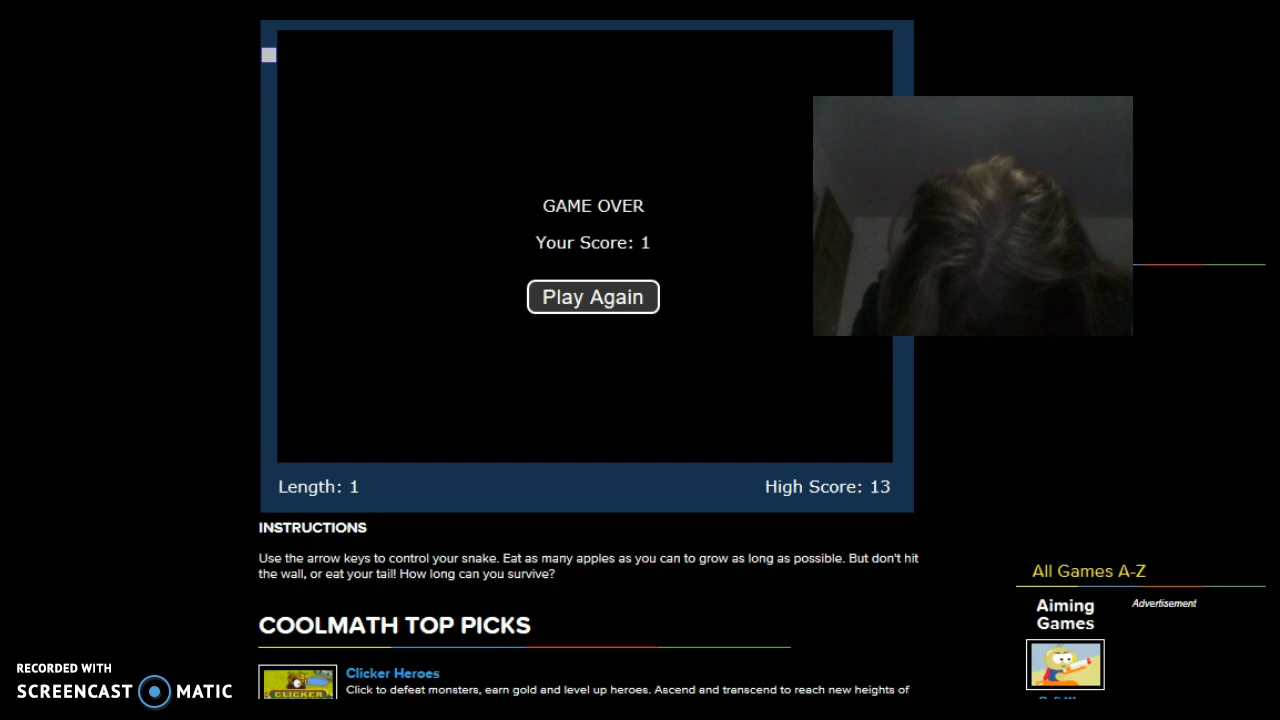 GAME OVER
Your Score: 1
Play Again
Length: 1
High Score: 13
INSTRUCTIONS
Use the arrow keys to control your snake. Eat as many apples as you can to grow as long as possible. But don't hit
the wall, or eat your tail! How long can you survive?
All Games A-Z
Aiming
Games
Advertisement
COOLMATH TOP PICKS
Clicker Heroes
Click to defeat monsters, earn gold and level up heroes. Ascend and transcend to reach new heights of
CLICKER
RECORDED WITH
SCREENCAST MATIC